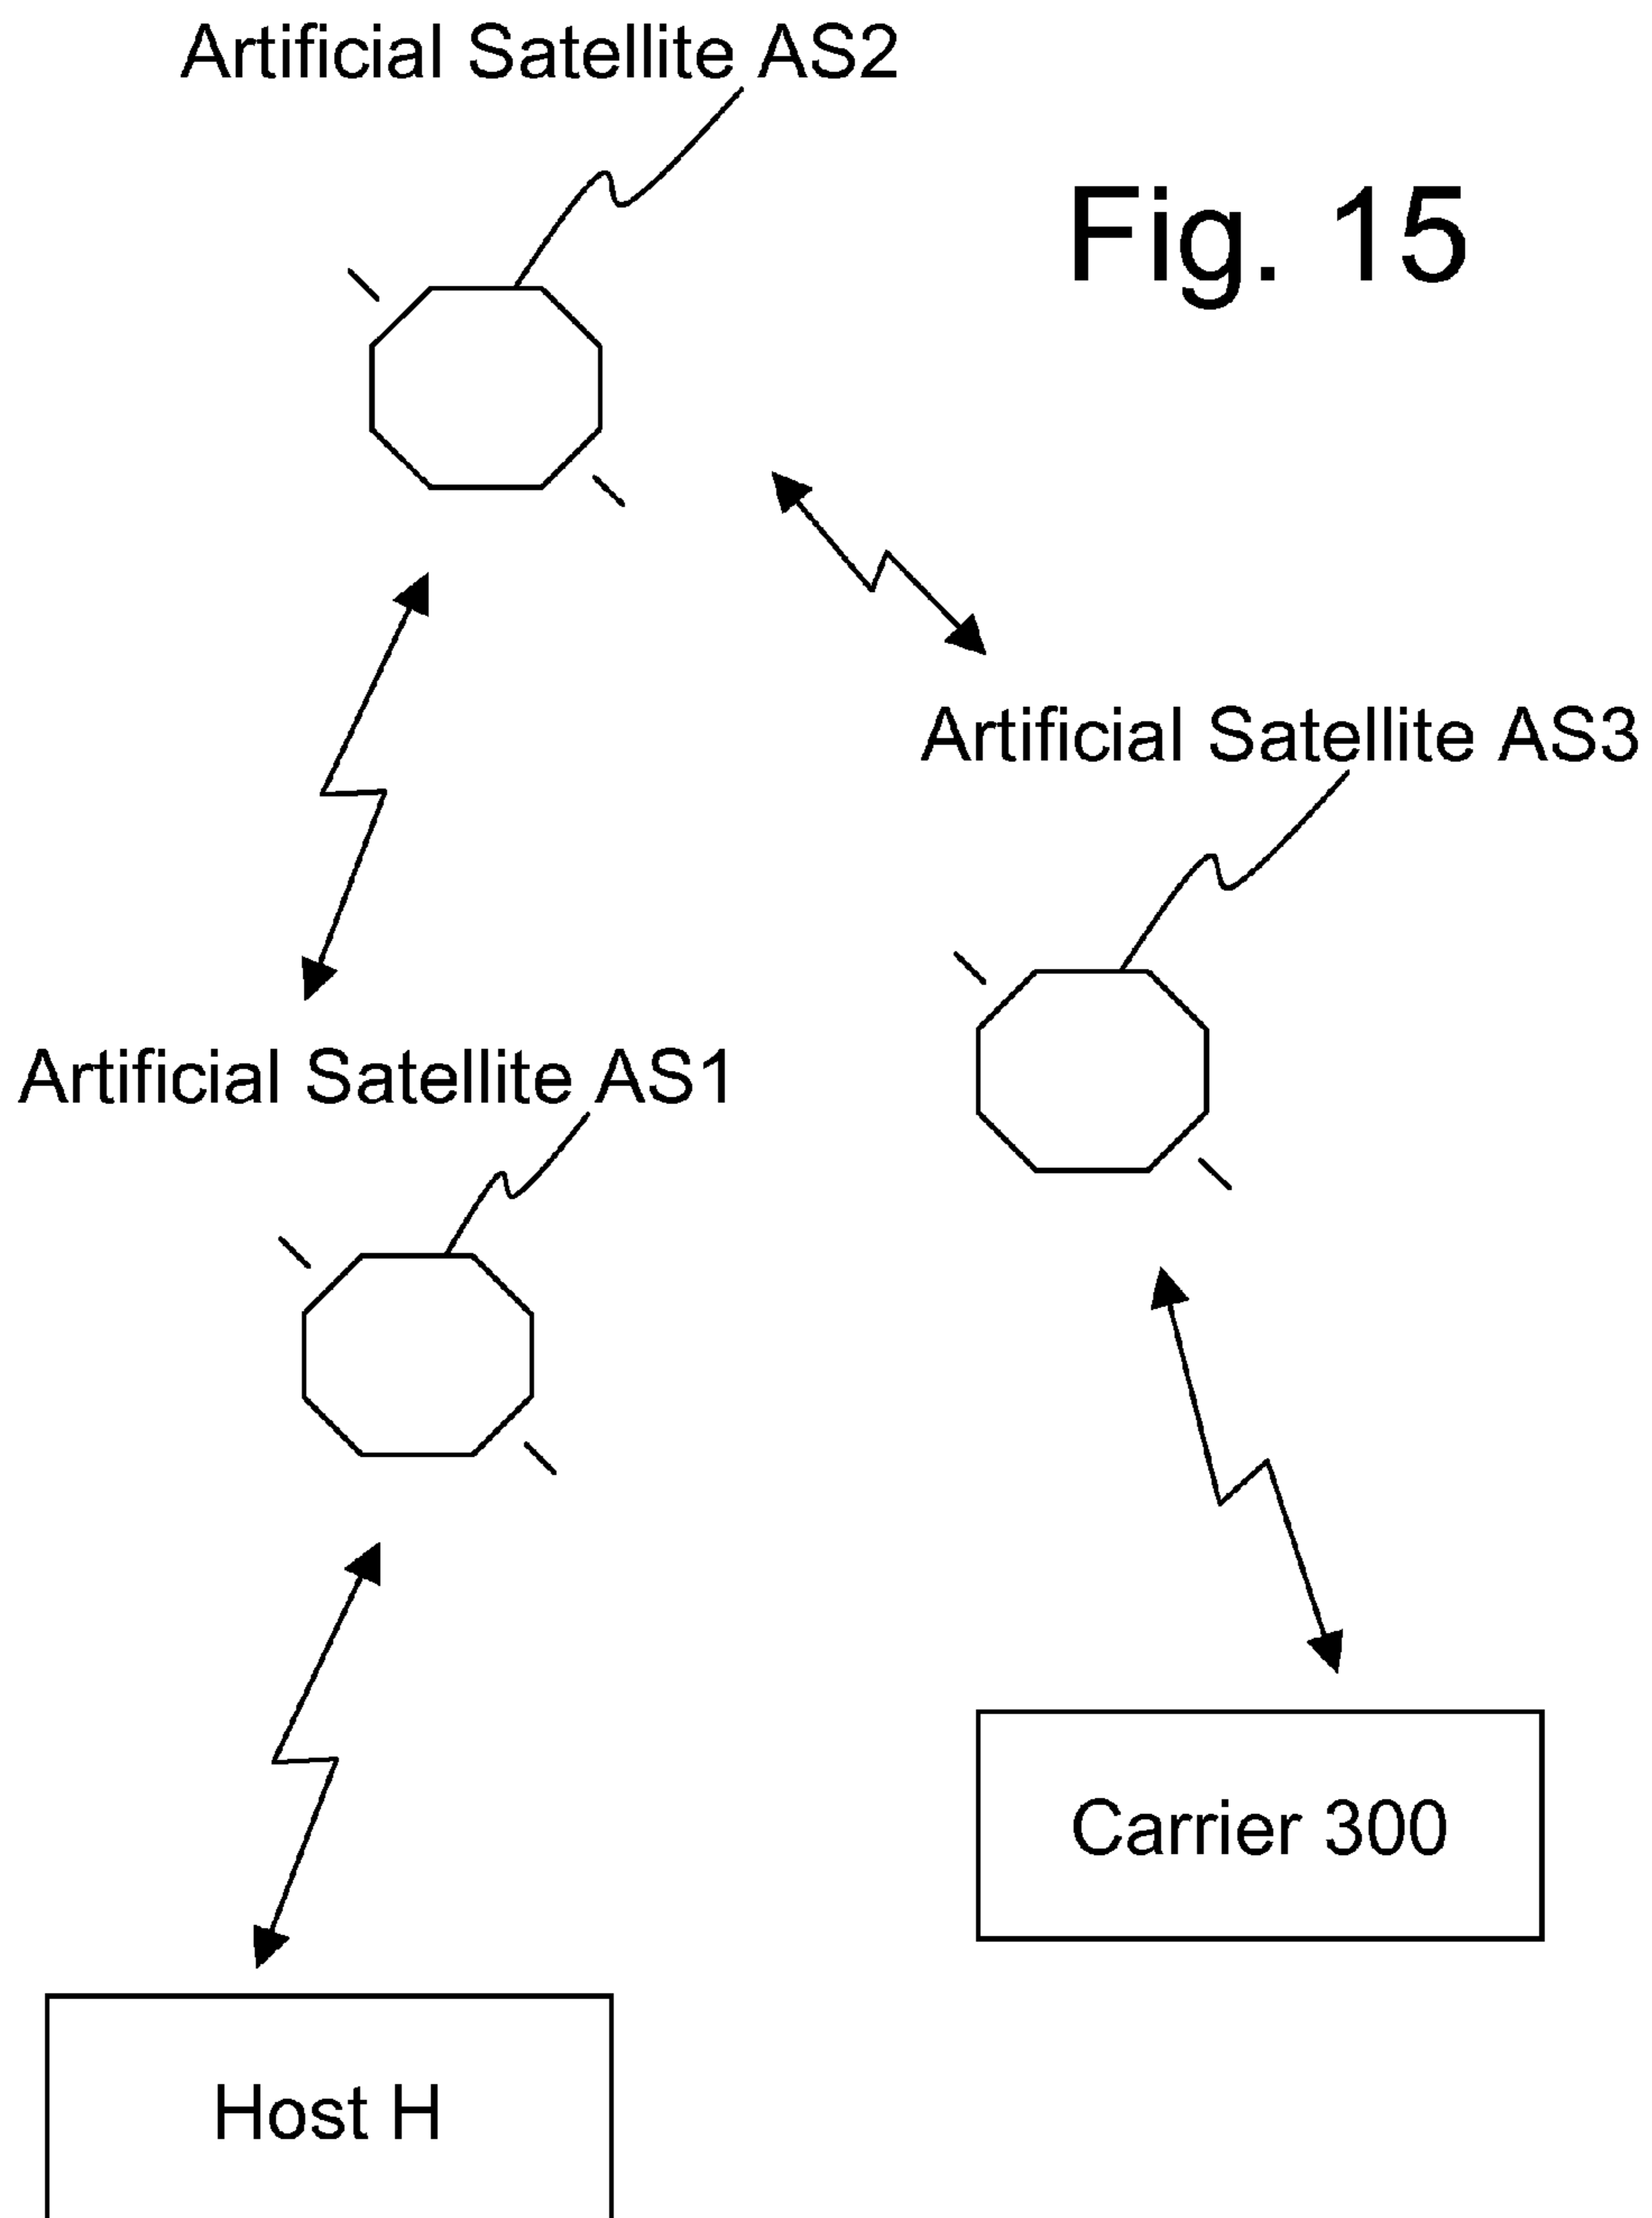 Artificial Satellite AS2
Fig. 15
Artificial Satellite AS3
Artificial Satellite AS1
Carrier 300
Host H